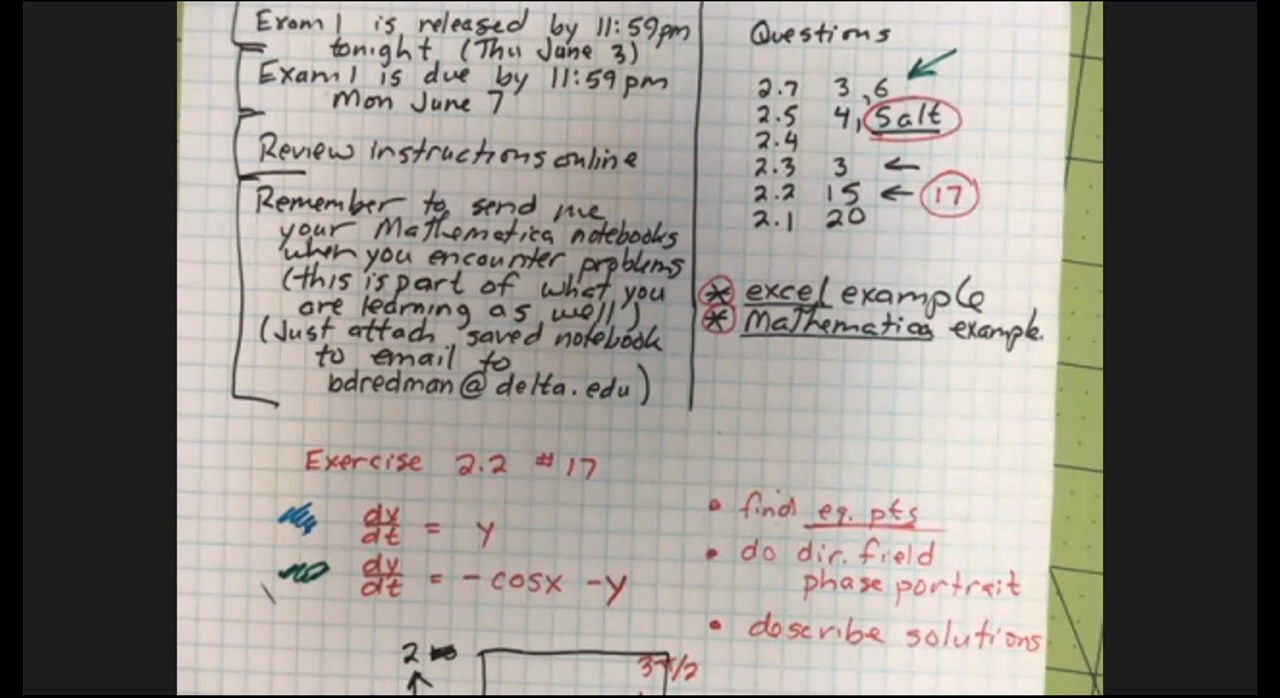 Exam 1 is released by 11:59pm
tonight (Thu June 3)
Exam 1 is due by 11:59pm
Mon June 7
Review instructions online
Remember to send me
your Mathematica notebooks
when you encounter problems
(this is part of what you
are learning as well)
(Just attach saved notebook
to email to
bdredman@delta.edu)
Questions
2.7 3, 6
2.5 4, Salt
2.4
2.3 3 ←
2.2 15 ← 17
2.1 20
* excel example
* Mathematica example.
Exercise 2.2 #17
dx/dt = y
dy/dt = -cosx - y
• find eq. pts
• do dir. field
phase portrait
• describe solutions
2
3π/2